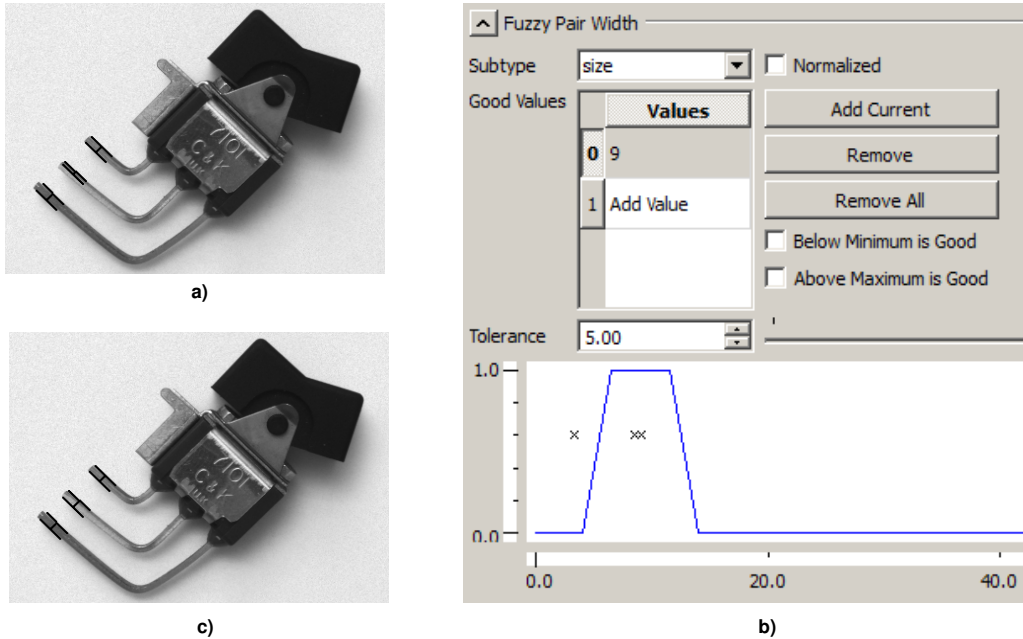 7101
C & K
a)
7101
C & K
c)
Fuzzy Pair Width
Subtype
size
Normalized
Good Values
Values
0
9
1
Add Value
Add Current
Remove
Remove All
Below Minimum is Good
Above Maximum is Good
Tolerance
5.00
1.0
0.0
0.0 20.0 40.0
b)